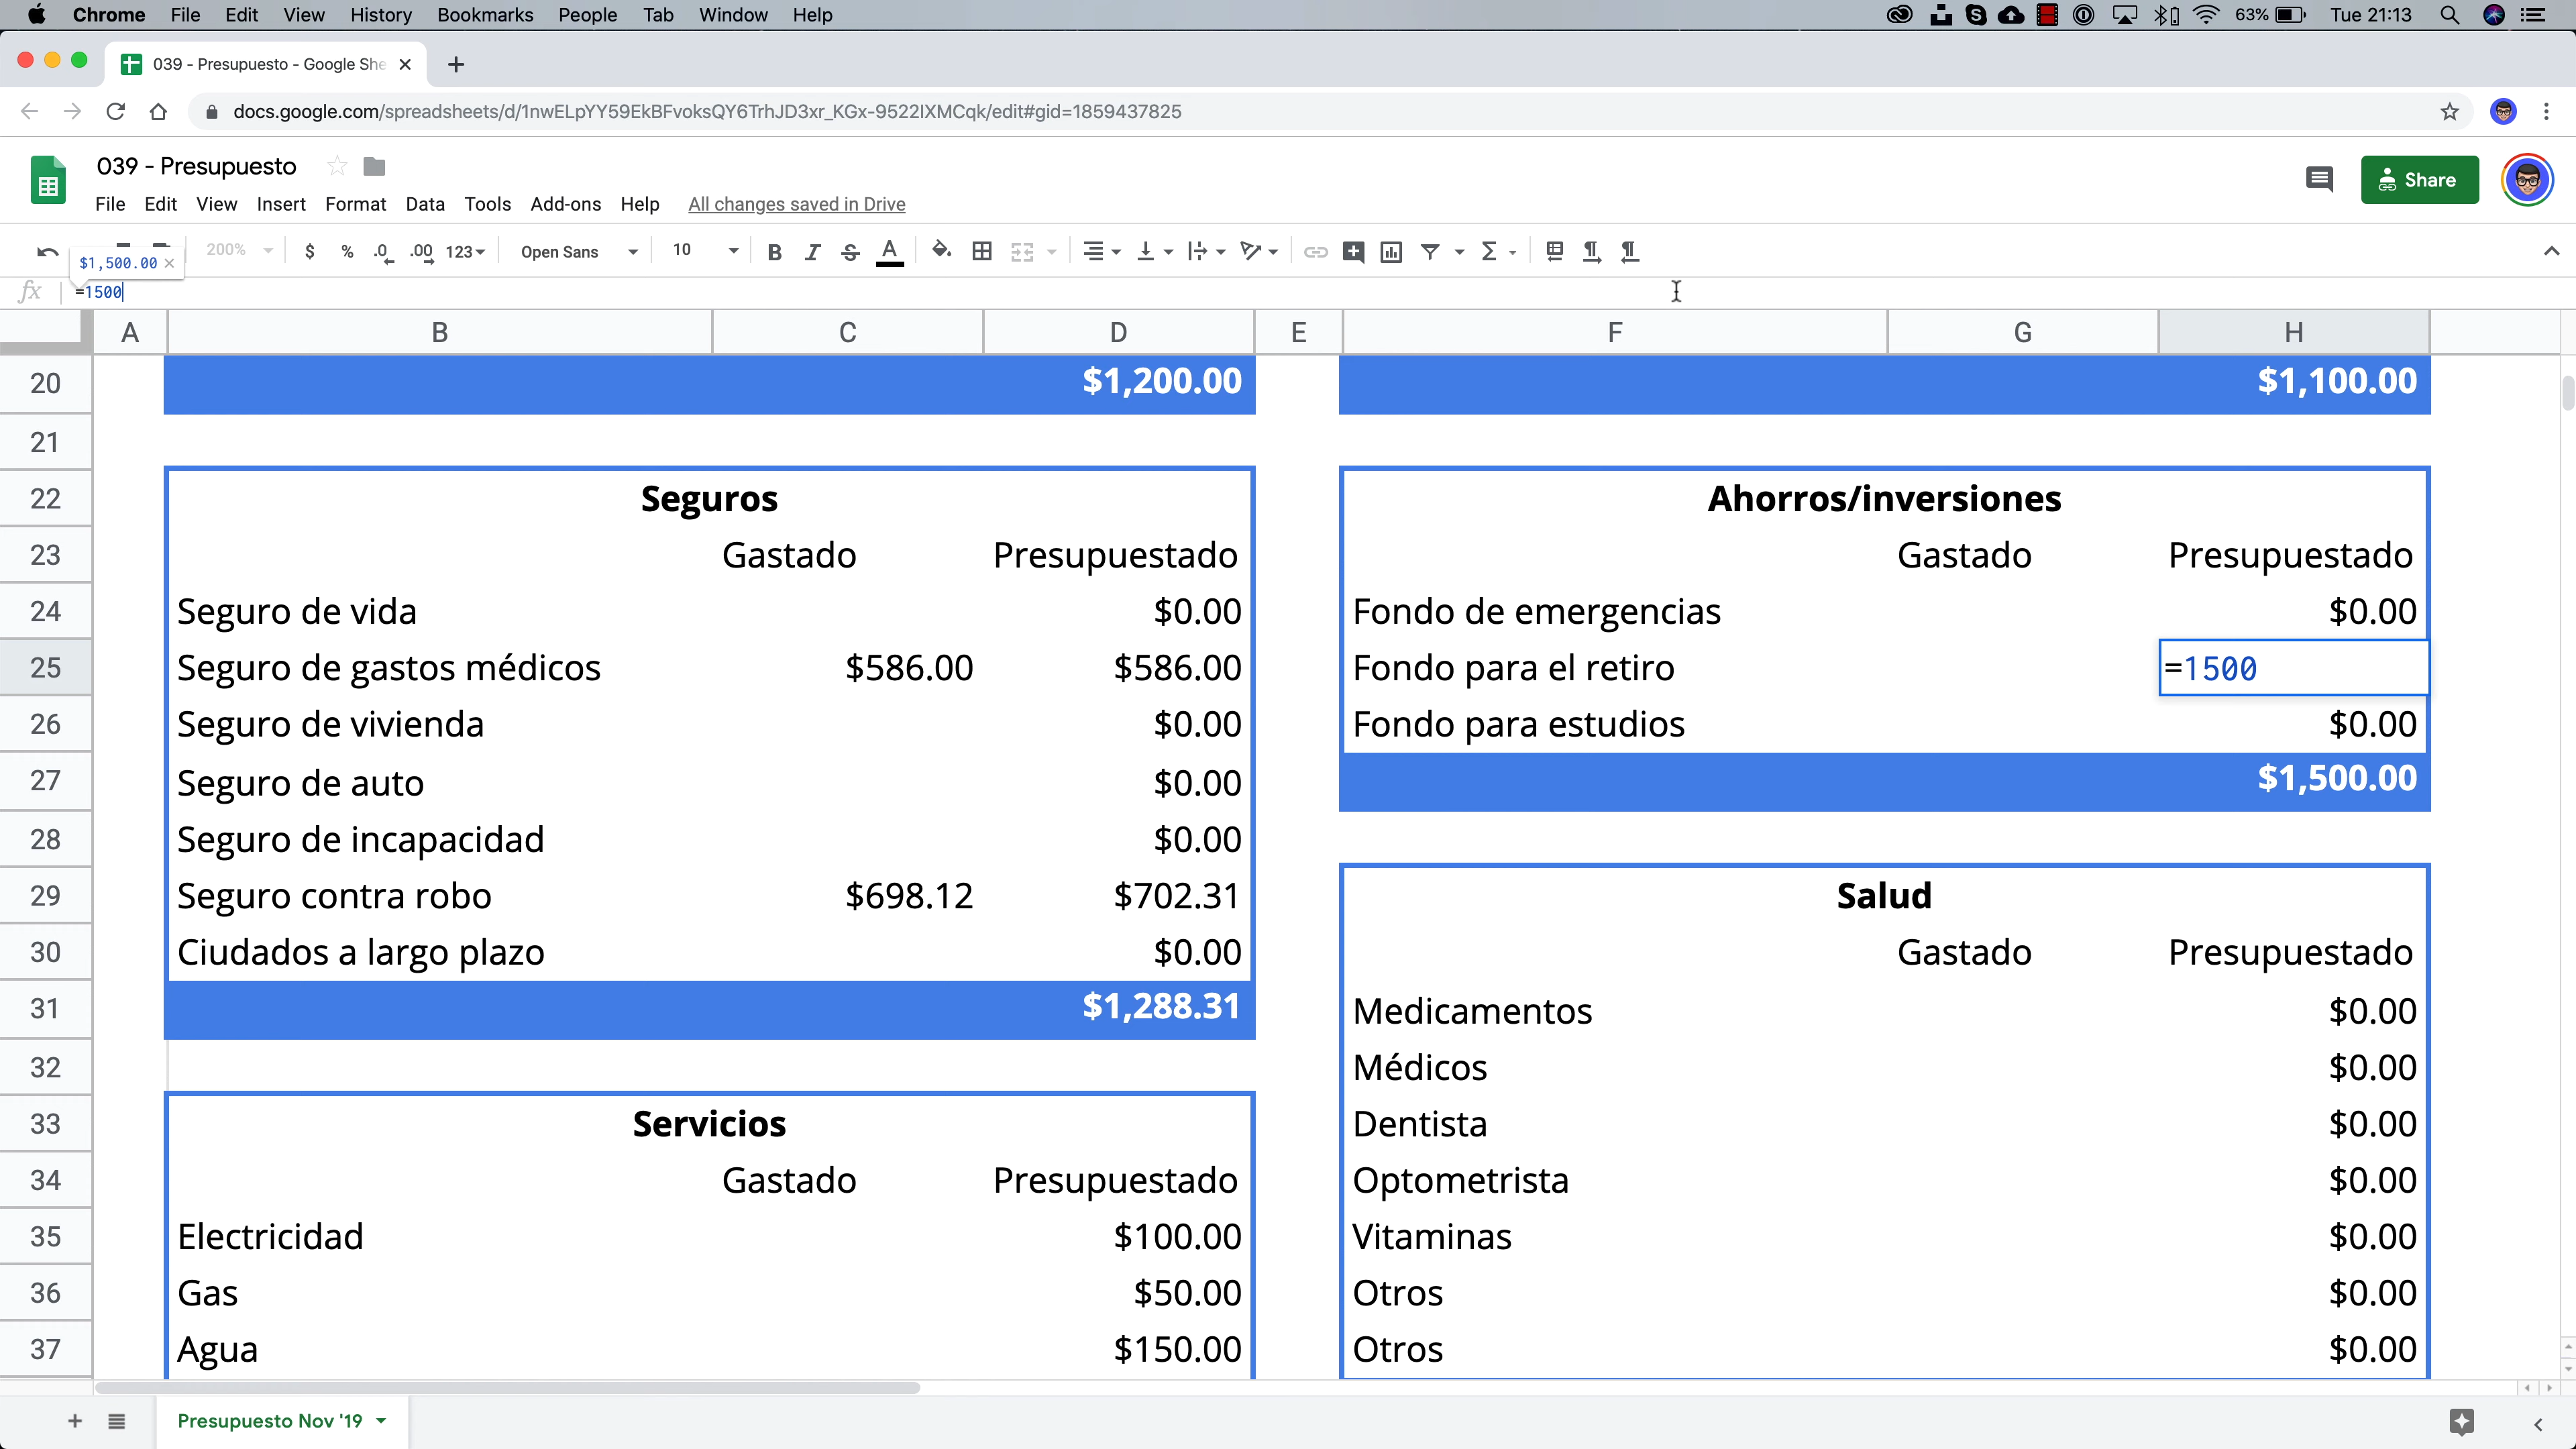 Chrome File Edit View History Bookmarks People Tab Window Help 63% Tue 21:13
039 - Presupuesto - Google She
docs.google.com/spreadsheets/d/1nwELpYY59EkBFvoksQY6TrhJD3xr_KGx-9522IXMCqk/edit#gid=1859437825
039 - Presupuesto
Share
File Edit View Insert Format Data Tools Add-ons Help All changes saved in Drive
200% $ % .0 .00 123 Open Sans 10 B I S A
$1,500.00 ×
fx =1500
A B C D E F G H
20 $1,200.00 $1,100.00
21
22 Seguros Ahorros/inversiones
23 Gastado Presupuestado Gastado Presupuestado
24 Seguro de vida $0.00 Fondo de emergencias $0.00
25 Seguro de gastos médicos $586.00 $586.00 Fondo para el retiro =1500
26 Seguro de vivienda $0.00 Fondo para estudios $0.00
27 Seguro de auto $0.00 $1,500.00
28 Seguro de incapacidad $0.00
29 Seguro contra robo $698.12 $702.31 Salud
30 Ciudados a largo plazo $0.00 Gastado Presupuestado
31 $1,288.31 Medicamentos $0.00
32 Médicos $0.00
33 Servicios Dentista $0.00
34 Gastado Presupuestado Optometrista $0.00
35 Electricidad $100.00 Vitaminas $0.00
36 Gas $50.00 Otros $0.00
37 Agua $150.00 Otros $0.00
Presupuesto Nov '19